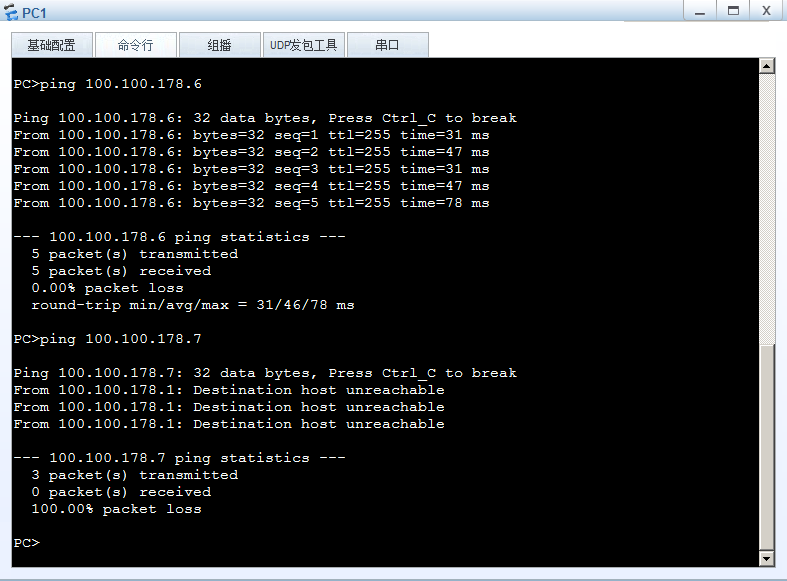 PC1
X
基础配置 命令行 组播 UDP发包工具 串口
PC>ping 100.100.178.6
Ping 100.100.178.6: 32 data bytes, Press Ctrl_C to break
From 100.100.178.6: bytes=32 seq=1 ttl=255 time=31 ms
From 100.100.178.6: bytes=32 seq=2 ttl=255 time=47 ms
From 100.100.178.6: bytes=32 seq=3 ttl=255 time=31 ms
From 100.100.178.6: bytes=32 seq=4 ttl=255 time=47 ms
From 100.100.178.6: bytes=32 seq=5 ttl=255 time=78 ms
--- 100.100.178.6 ping statistics ---
5 packet(s) transmitted
5 packet(s) received
0.00% packet loss
round-trip min/avg/max = 31/46/78 ms
PC>ping 100.100.178.7
Ping 100.100.178.7: 32 data bytes, Press Ctrl_C to break
From 100.100.178.1: Destination host unreachable
From 100.100.178.1: Destination host unreachable
From 100.100.178.1: Destination host unreachable
--- 100.100.178.7 ping statistics ---
3 packet(s) transmitted
0 packet(s) received
100.00% packet loss
PC>